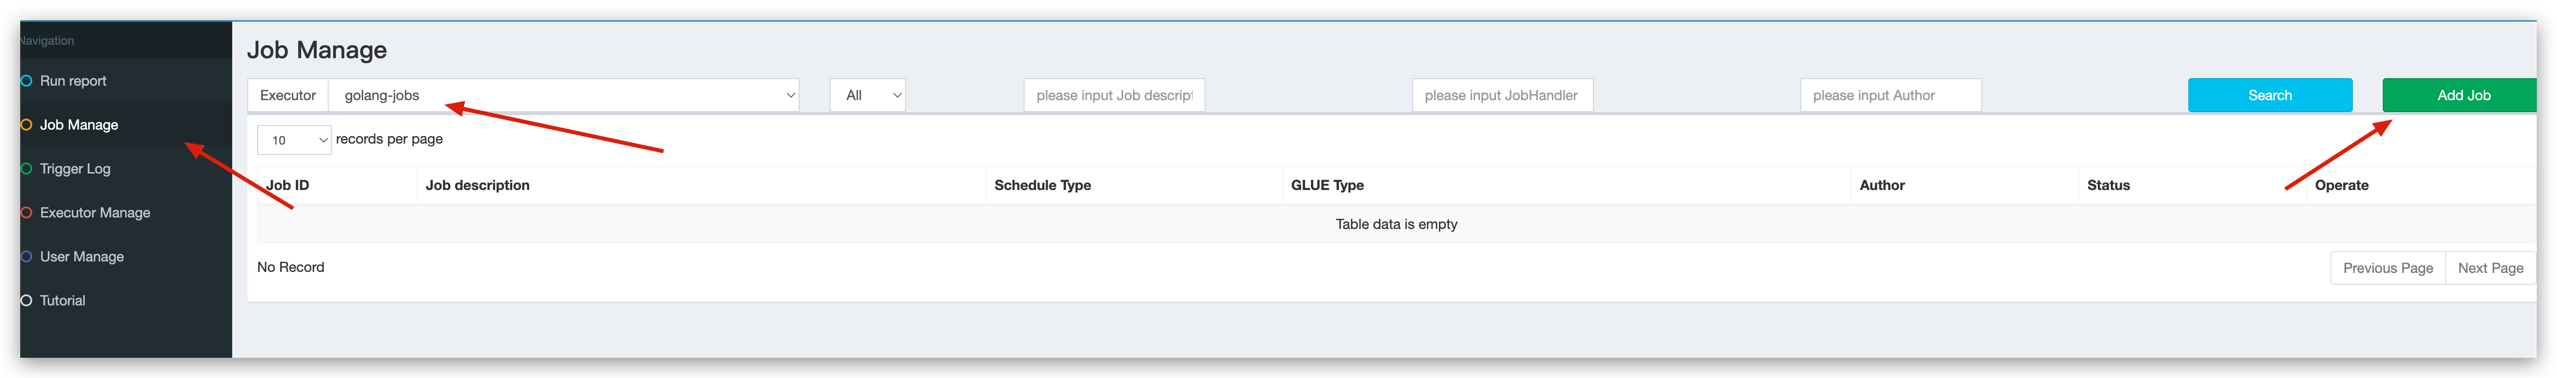 Navigation
Run report
Job Manage
Trigger Log
Executor Manage
User Manage
Tutorial
Job Manage
Executor golang-jobs All please input Job descript please input JobHandler please input Author Search Add Job
10 records per page
Job ID Job description Schedule Type GLUE Type Author Status Operate
Table data is empty
No Record Previous Page Next Page